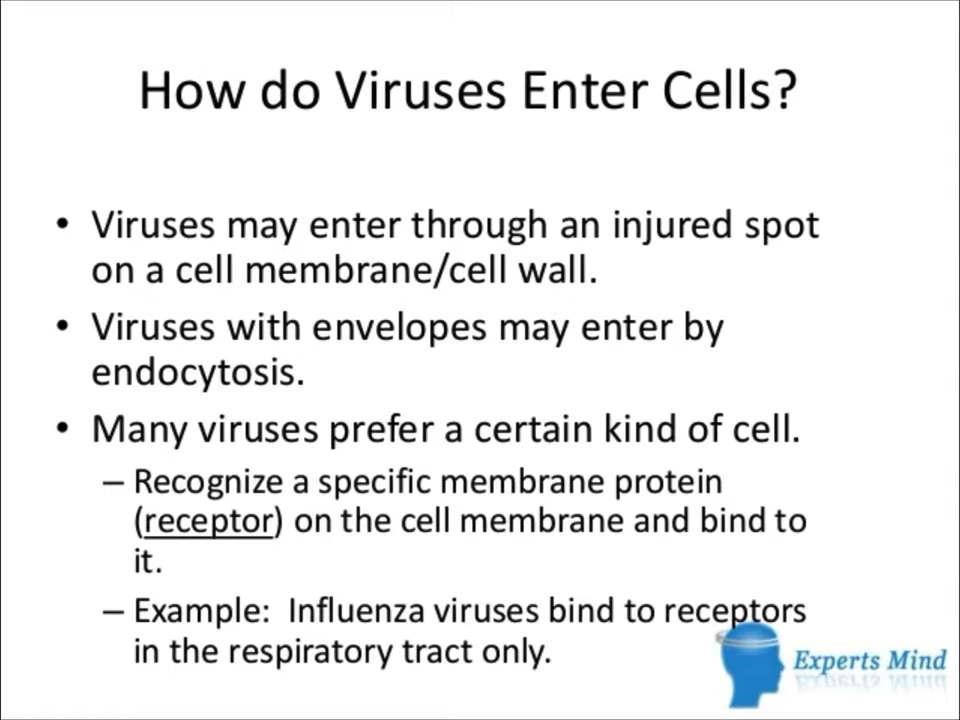 How do Viruses Enter Cells?
• Viruses may enter through an injured spot
on a cell membrane/cell wall.
• Viruses with envelopes may enter by
endocytosis.
• Many viruses prefer a certain kind of cell.
– Recognize a specific membrane protein
(receptor) on the cell membrane and bind to
it.
– Example:  Influenza viruses bind to receptors
in the respiratory tract only.
Experts Mind